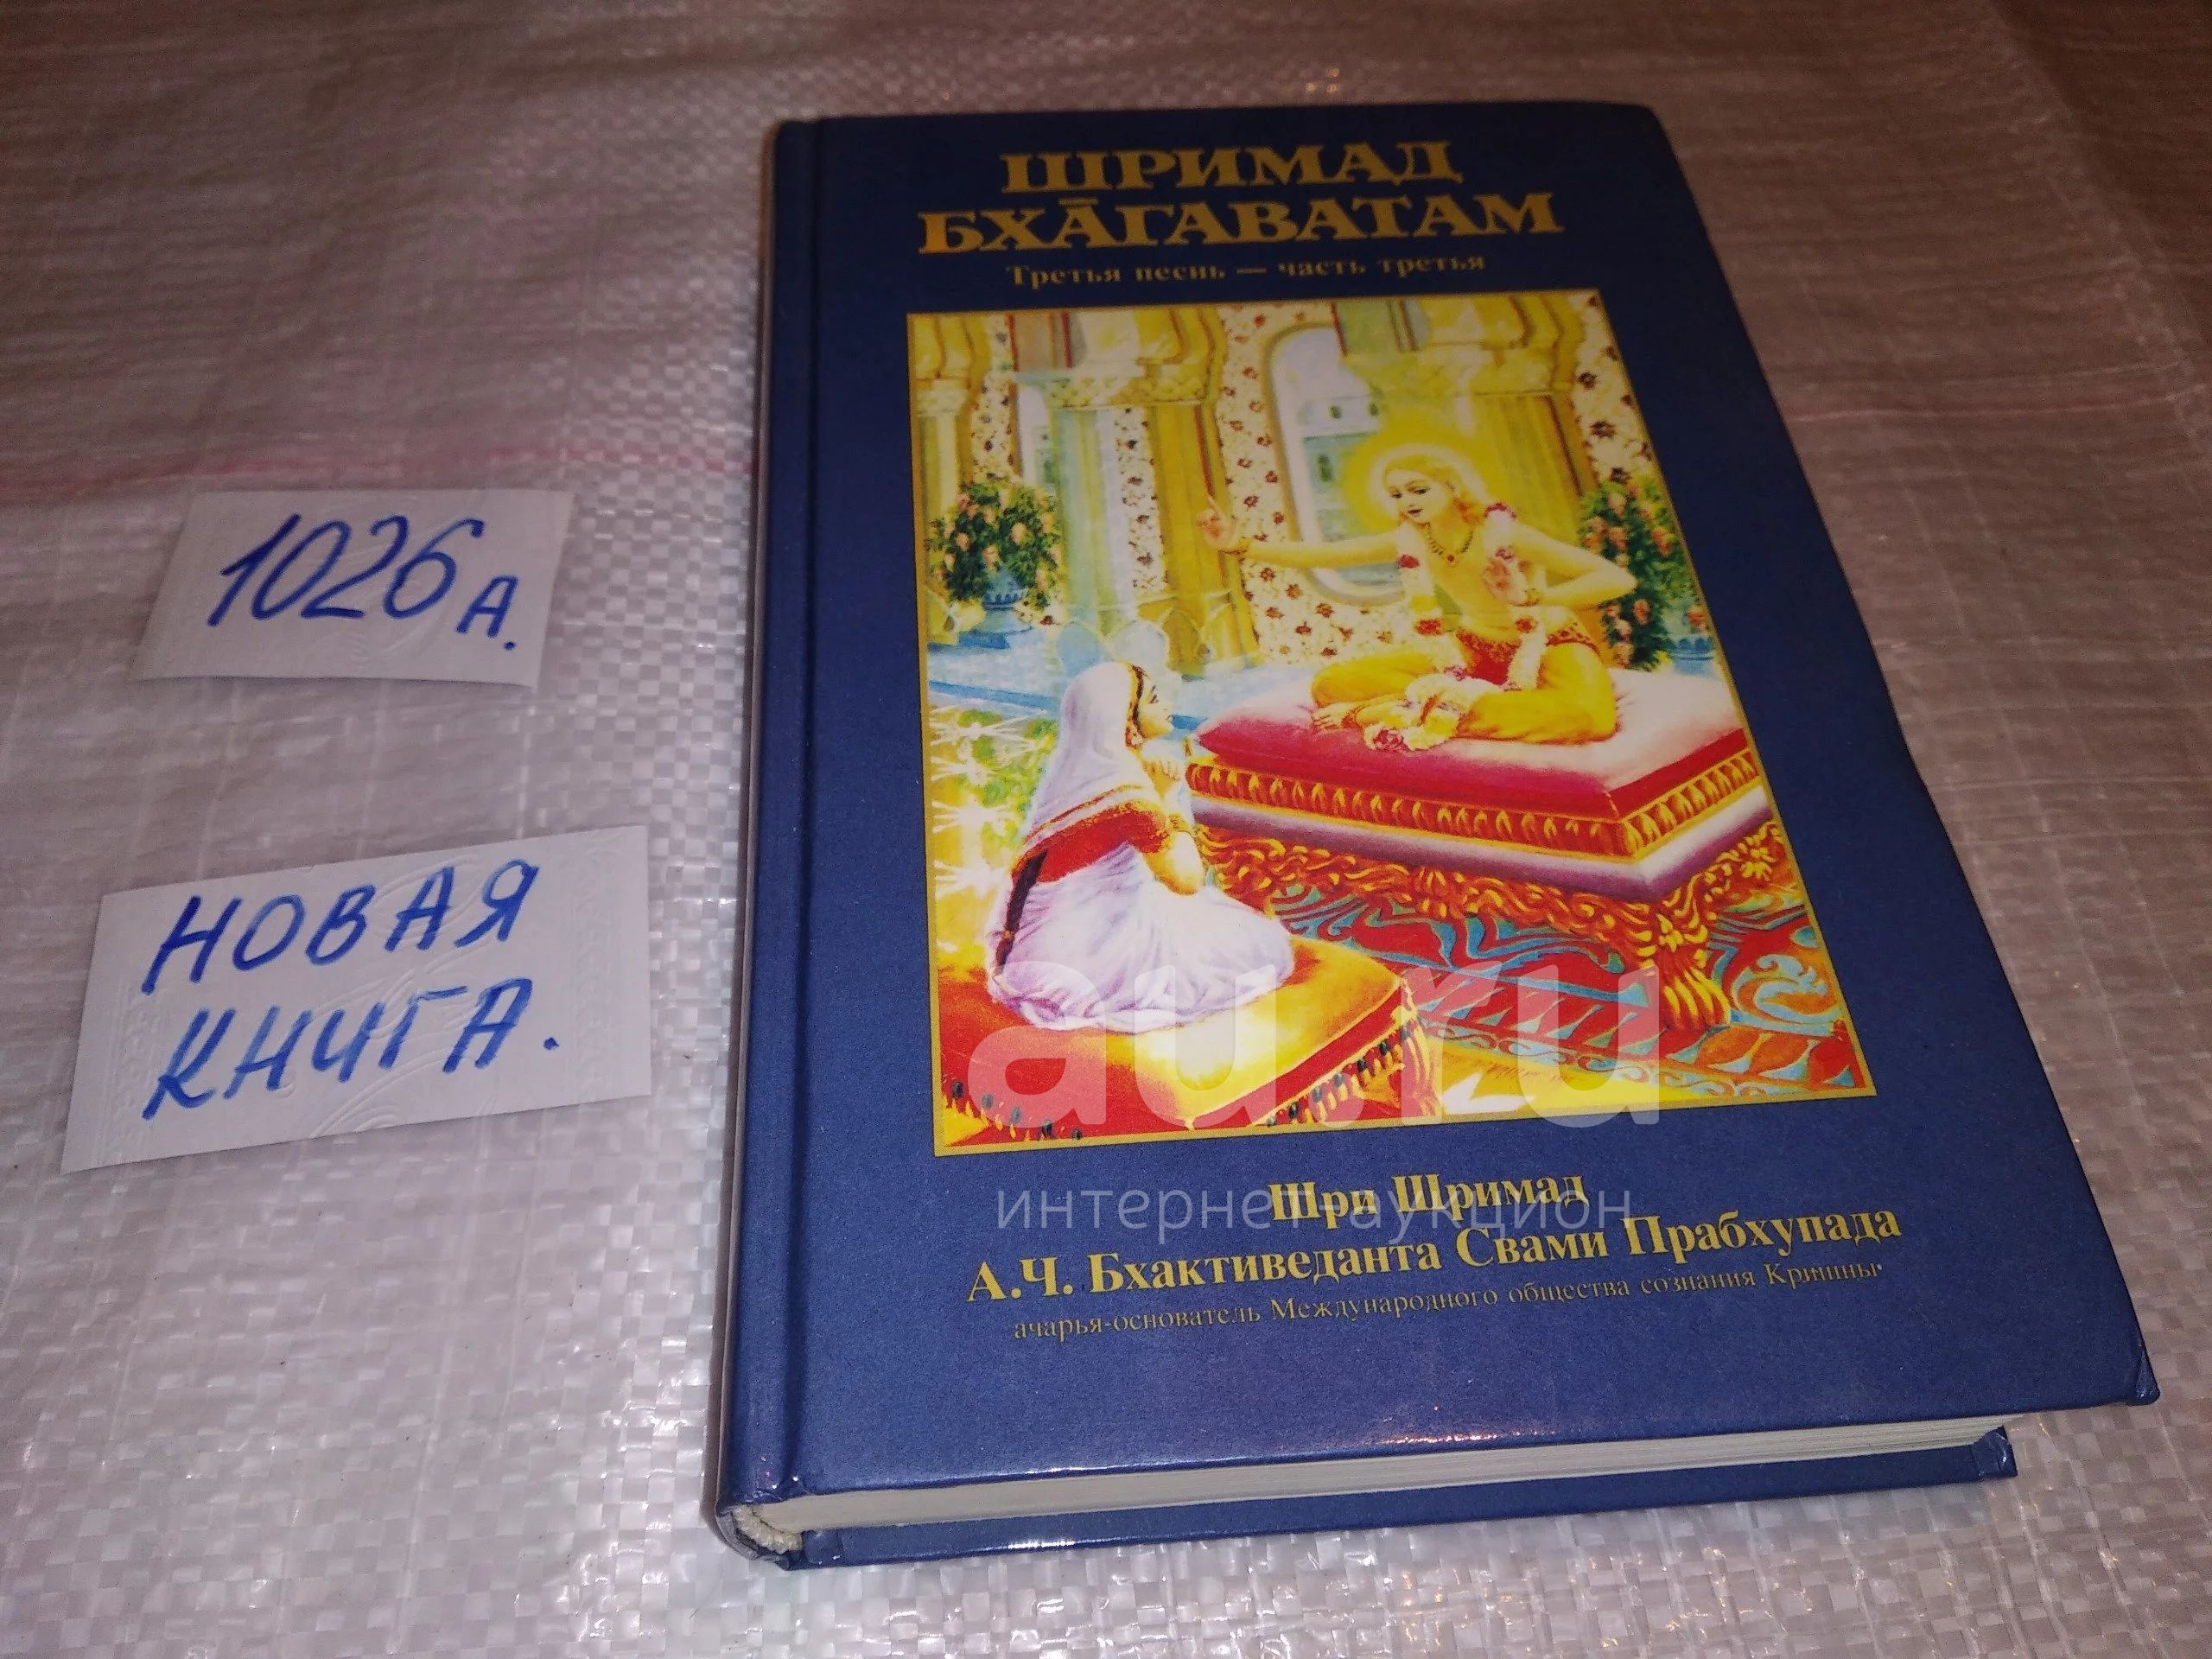 ШРИМАД
БХĀГАВАТАМ
Третья песнь — часть третья
1026 А.
НОВАЯ
КНИГА.
au.ru
интернет-аукцион
Шри Шримад
А.Ч. Бхактиведанта Свами Прабхупада
ачарья-основатель Международного общества сознания Кришны